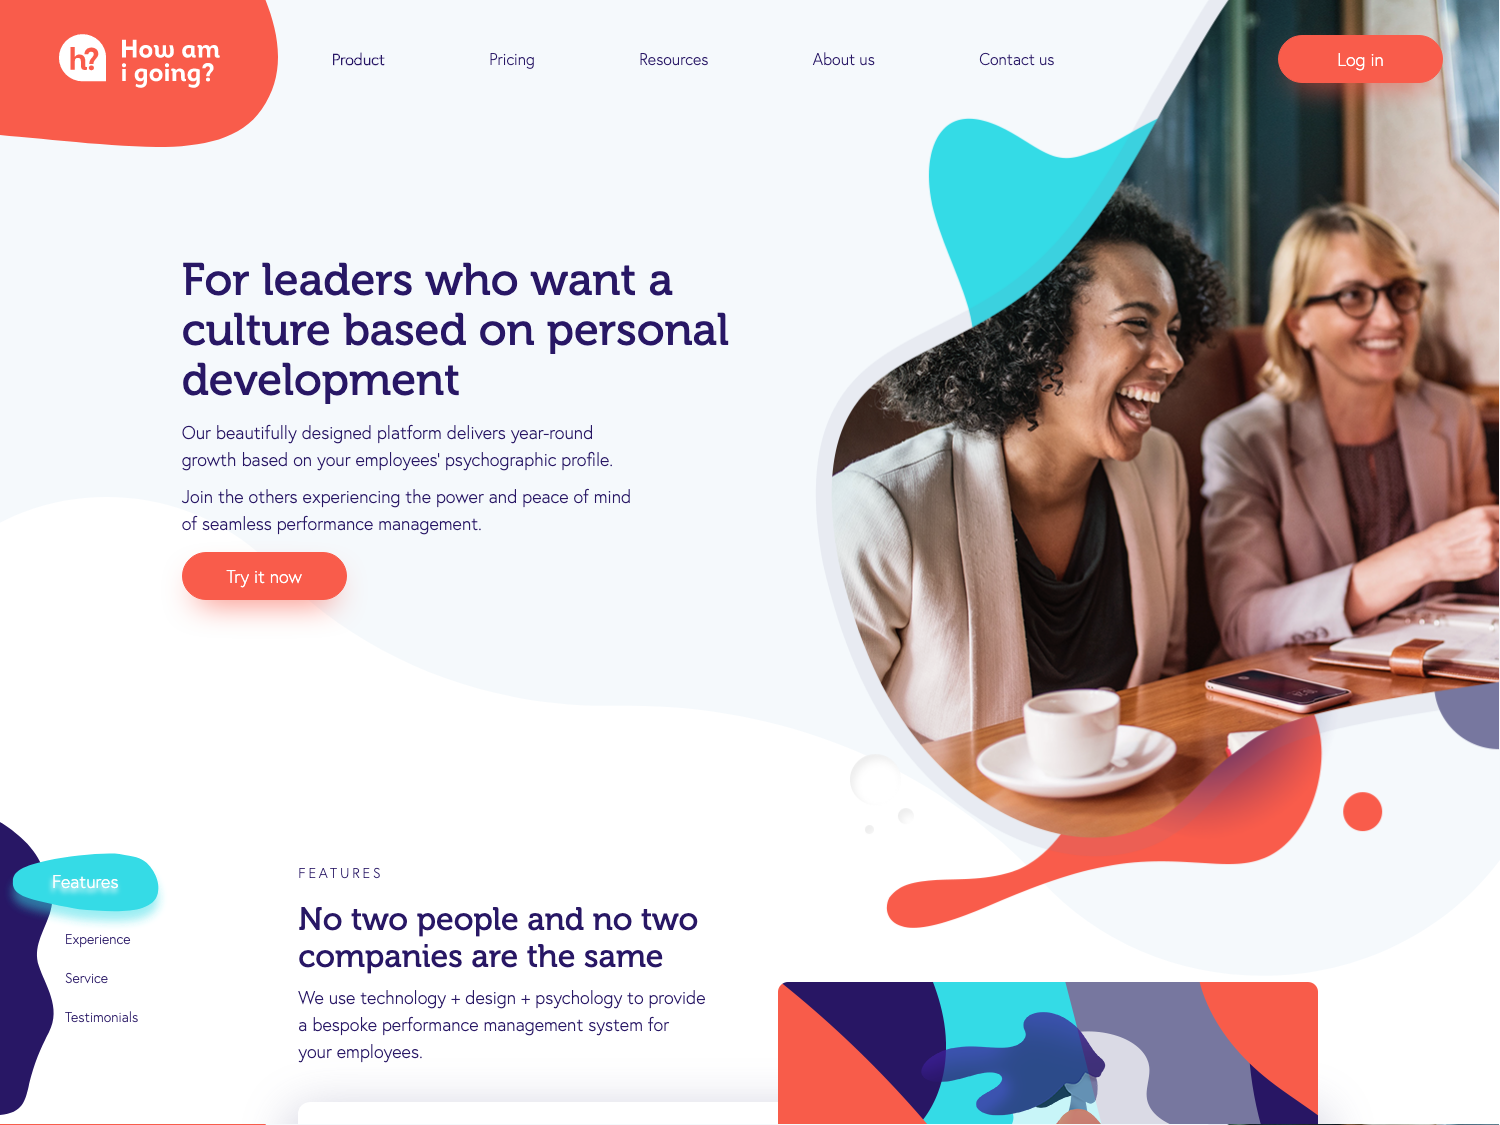 h?
How am
i going?
Product
Pricing
Resources
About us
Contact us
Log in
For leaders who want a
culture based on personal
development
Our beautifully designed platform delivers year-round
growth based on your employees' psychographic profile.
Join the others experiencing the power and peace of mind
of seamless performance management.
Try it now
Features
Experience
Service
Testimonials
FEATURES
No two people and no two
companies are the same
We use technology + design + psychology to provide
a bespoke performance management system for
your employees.